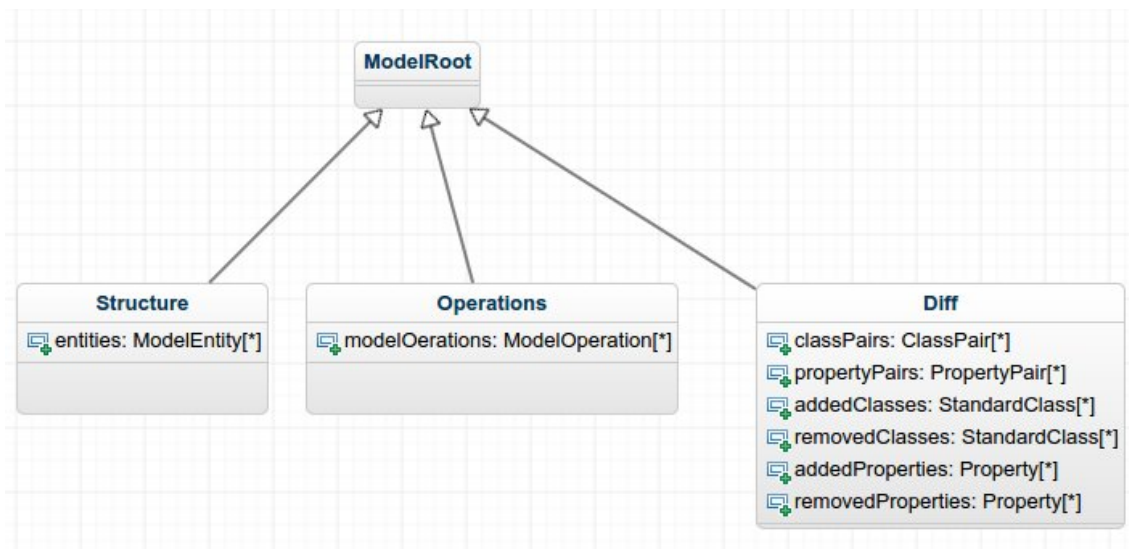 ModelRoot
Structure
entities: ModelEntity[*]
Operations
modelOerations: ModelOperation[*]
Diff
classPairs: ClassPair[*]
propertyPairs: PropertyPair[*]
addedClasses: StandardClass[*]
removedClasses: StandardClass[*]
addedProperties: Property[*]
removedProperties: Property[*]